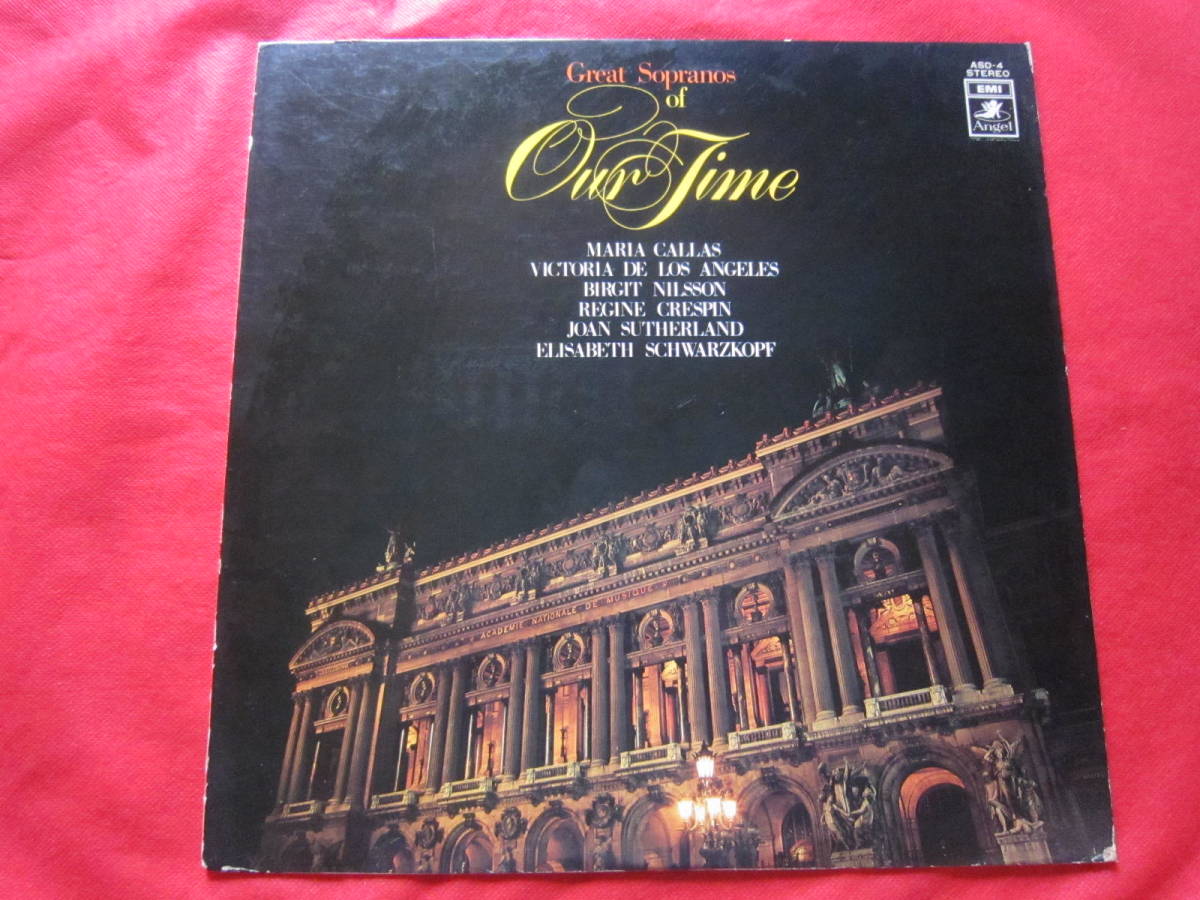 Great Sopranos
of
Our Time
MARIA CALLAS
VICTORIA DE LOS ANGELES
BIRGIT NILSSON
REGINE CRESPIN
JOAN SUTHERLAND
ELISABETH SCHWARZKOPF
ASD-4
STEREO
EMI
Angel
ACADEMIE NATIONALE DE MUSIQUE